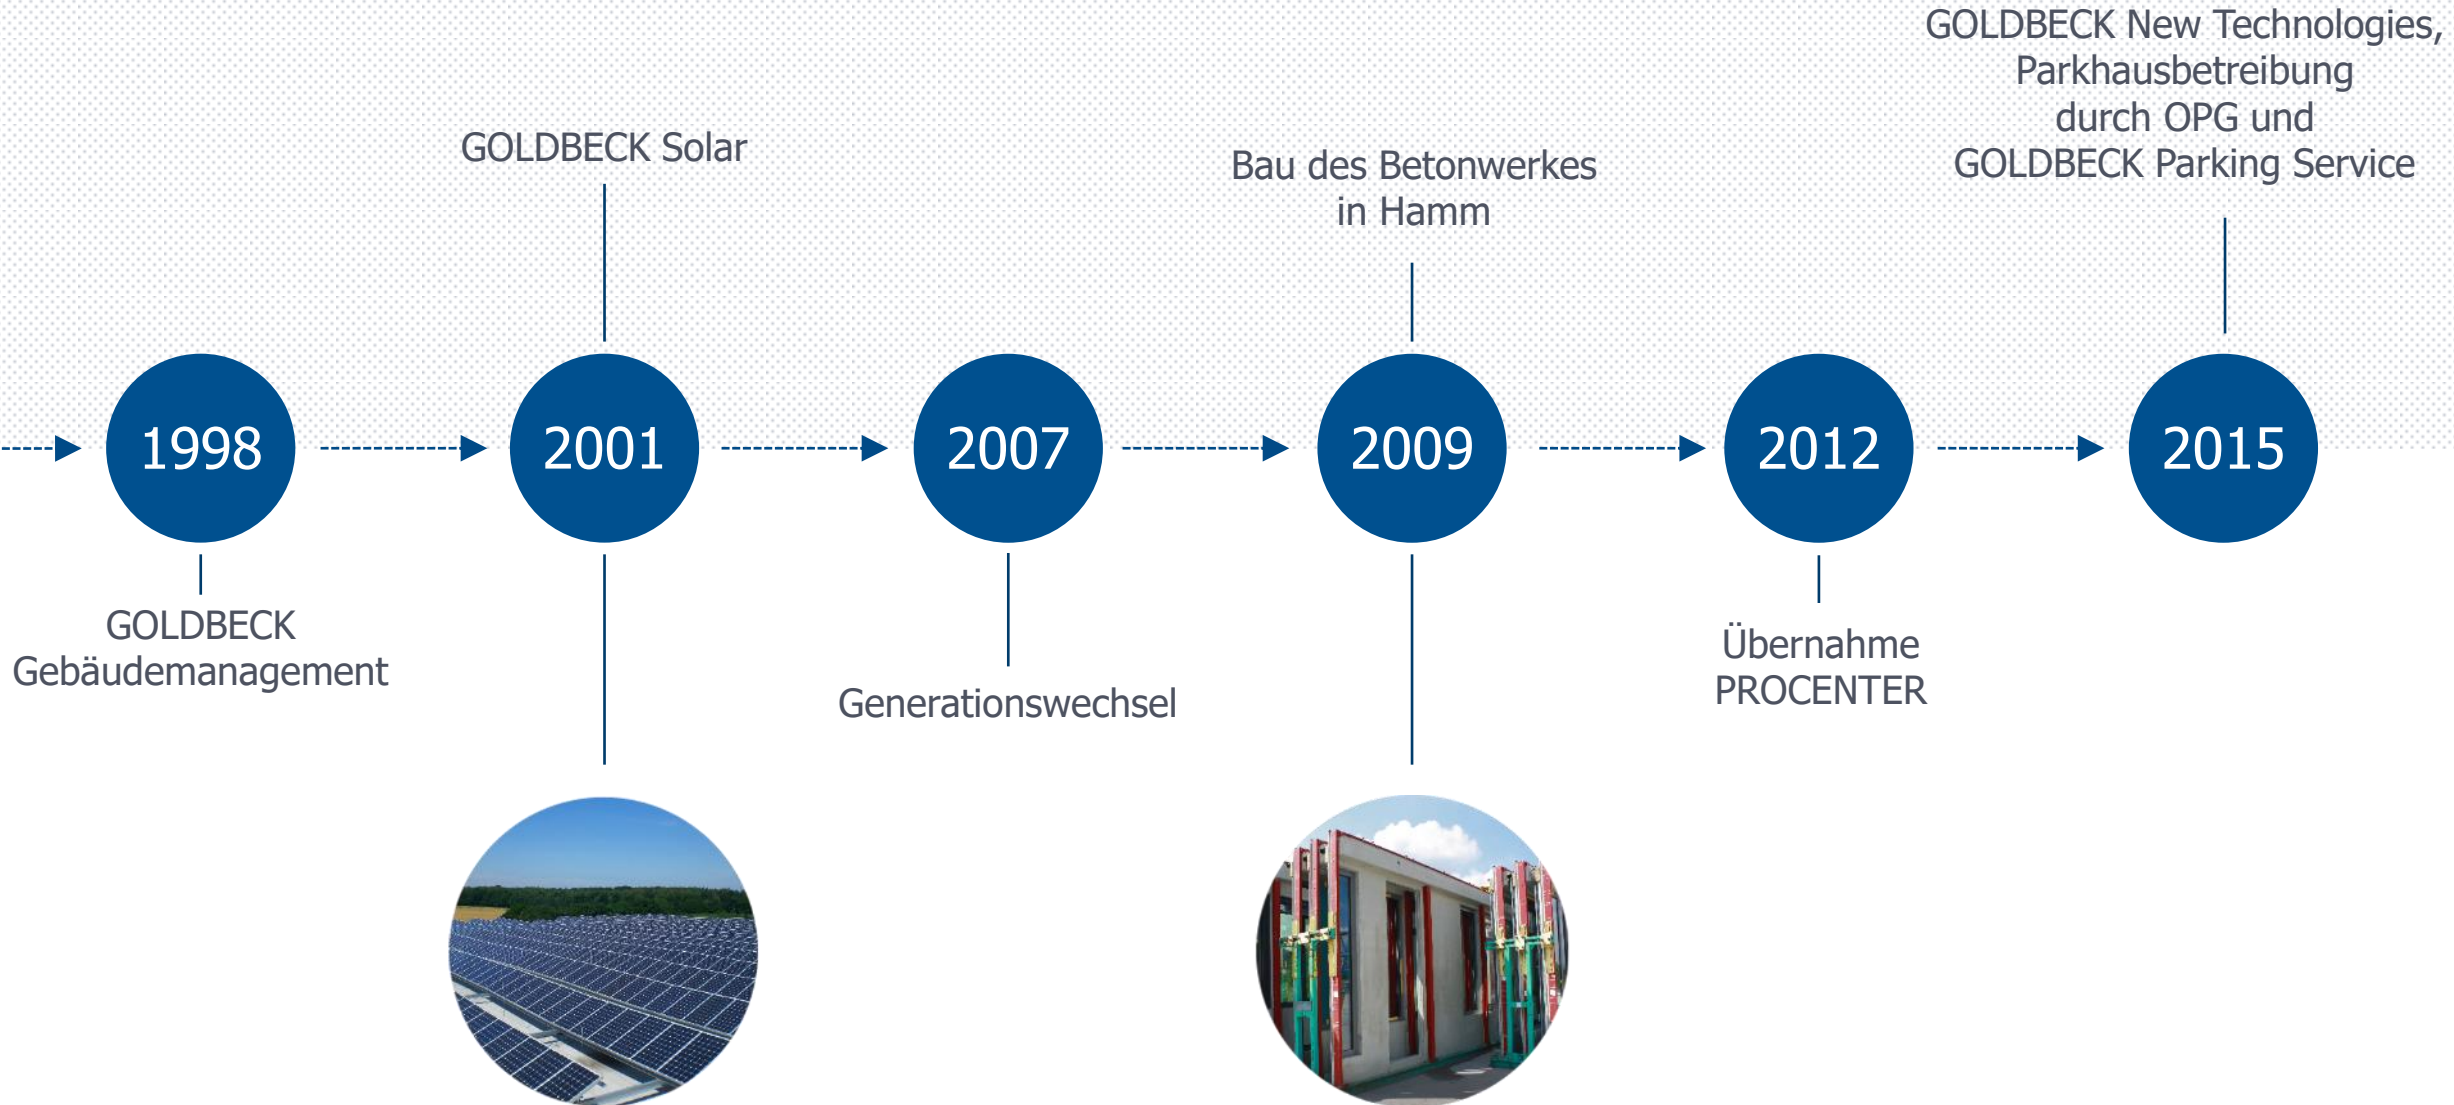 GOLDBECK New Technologies,
Parkhausbetreibung
durch OPG und
GOLDBECK Parking Service
GOLDBECK Solar
Bau des Betonwerkes
in Hamm
1998
2001
2007
2009
2012
2015
GOLDBECK
Gebäudemanagement
Generationswechsel
Übernahme
PROCENTER